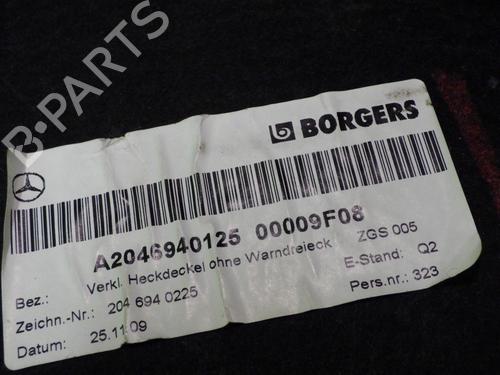 B-PARTS
BORGERS
A2046940125 00009F08
Bez.: Verkl. Heckdeckel ohne Warndreieck ZGS 005
Zeichn.-Nr.: 204 694 0225 E-Stand: Q2
Datum: 25.11.09 Pers.nr.: 323